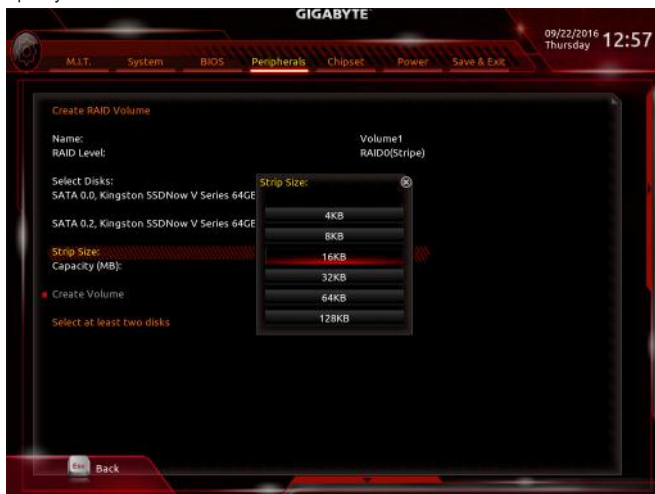 GIGABYTE
09/22/2016 Thursday 12:57
M.I.T. System BIOS Peripherals Chipset Power Save & Exit
Create RAID Volume
Name: Volume1
RAID Level: RAID0(Stripe)
Select Disks:
SATA 0.0, Kingston SSDNow V Series 64GB
SATA 0.2, Kingston SSDNow V Series 64GB
Strip Size:
Capacity (MB):
Create Volume
Select at least two disks
Strip Size:
4KB
8KB
16KB
32KB
64KB
128KB
Esc Back